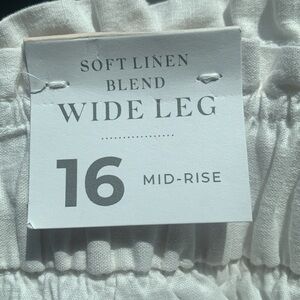 SOFT LINEN
BLEND
WIDE LEG
16 MID-RISE